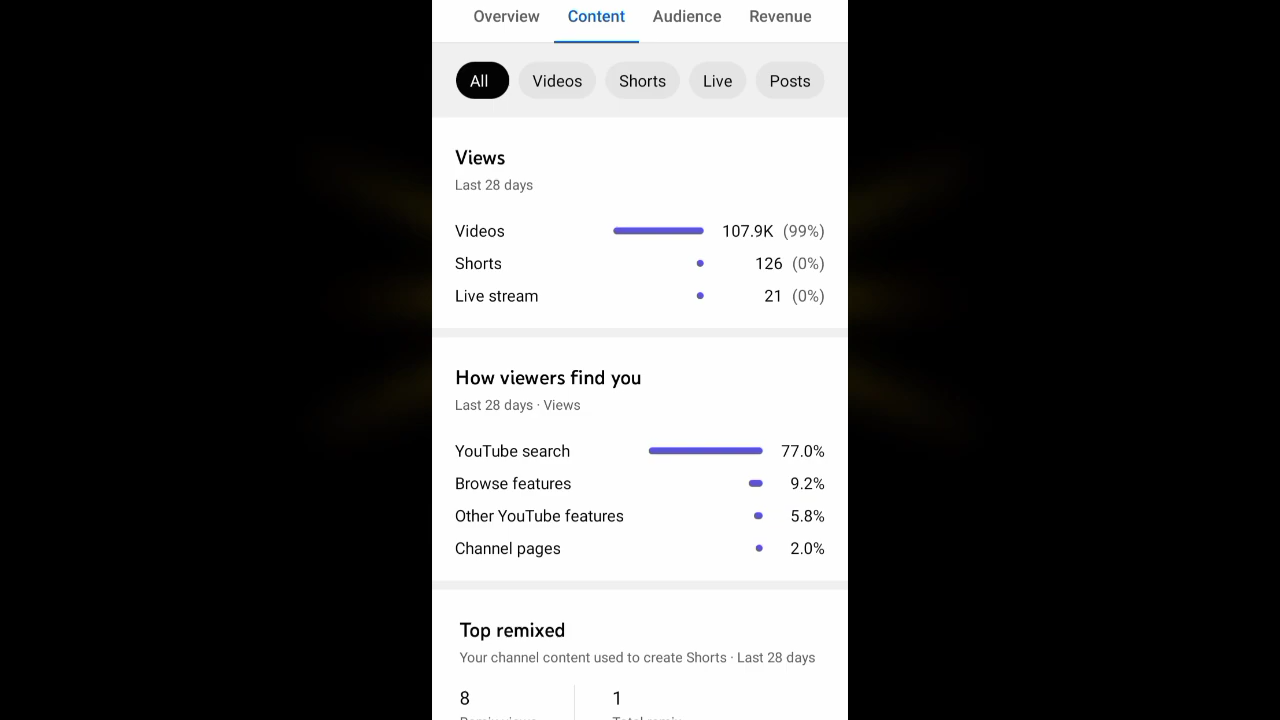 Overview Content Audience Revenue
All Videos Shorts Live Posts
Views
Last 28 days
Videos 107.9K (99%)
Shorts 126 (0%)
Live stream 21 (0%)
How viewers find you
Last 28 days · Views
YouTube search 77.0%
Browse features 9.2%
Other YouTube features 5.8%
Channel pages 2.0%
Top remixed
Your channel content used to create Shorts · Last 28 days
8 1